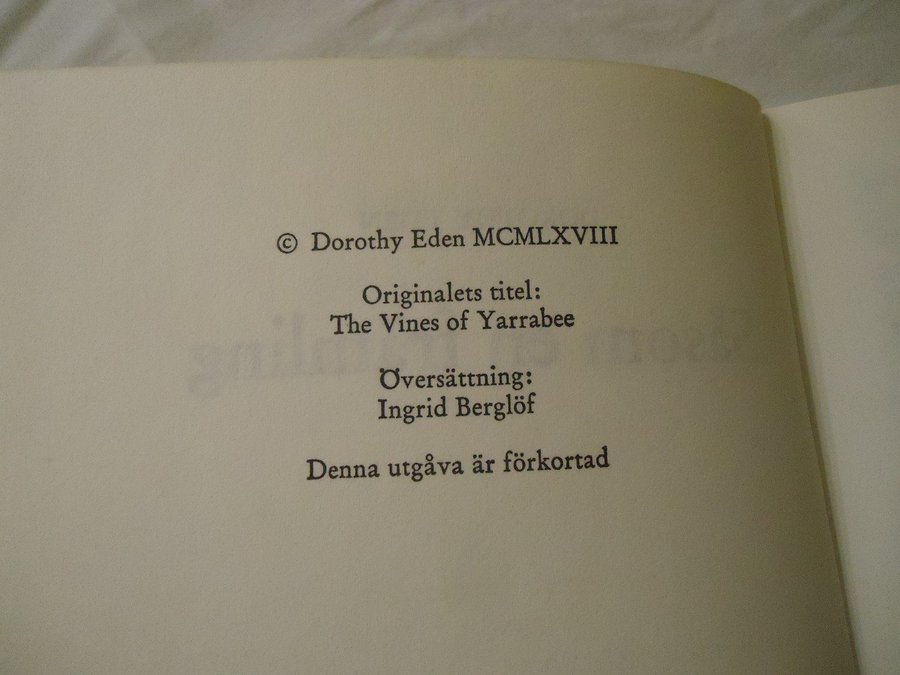 © Dorothy Eden MCMLXVIII
Originalets titel:
The Vines of Yarrabee
Översättning:
Ingrid Berglöf
Denna utgåva är förkortad